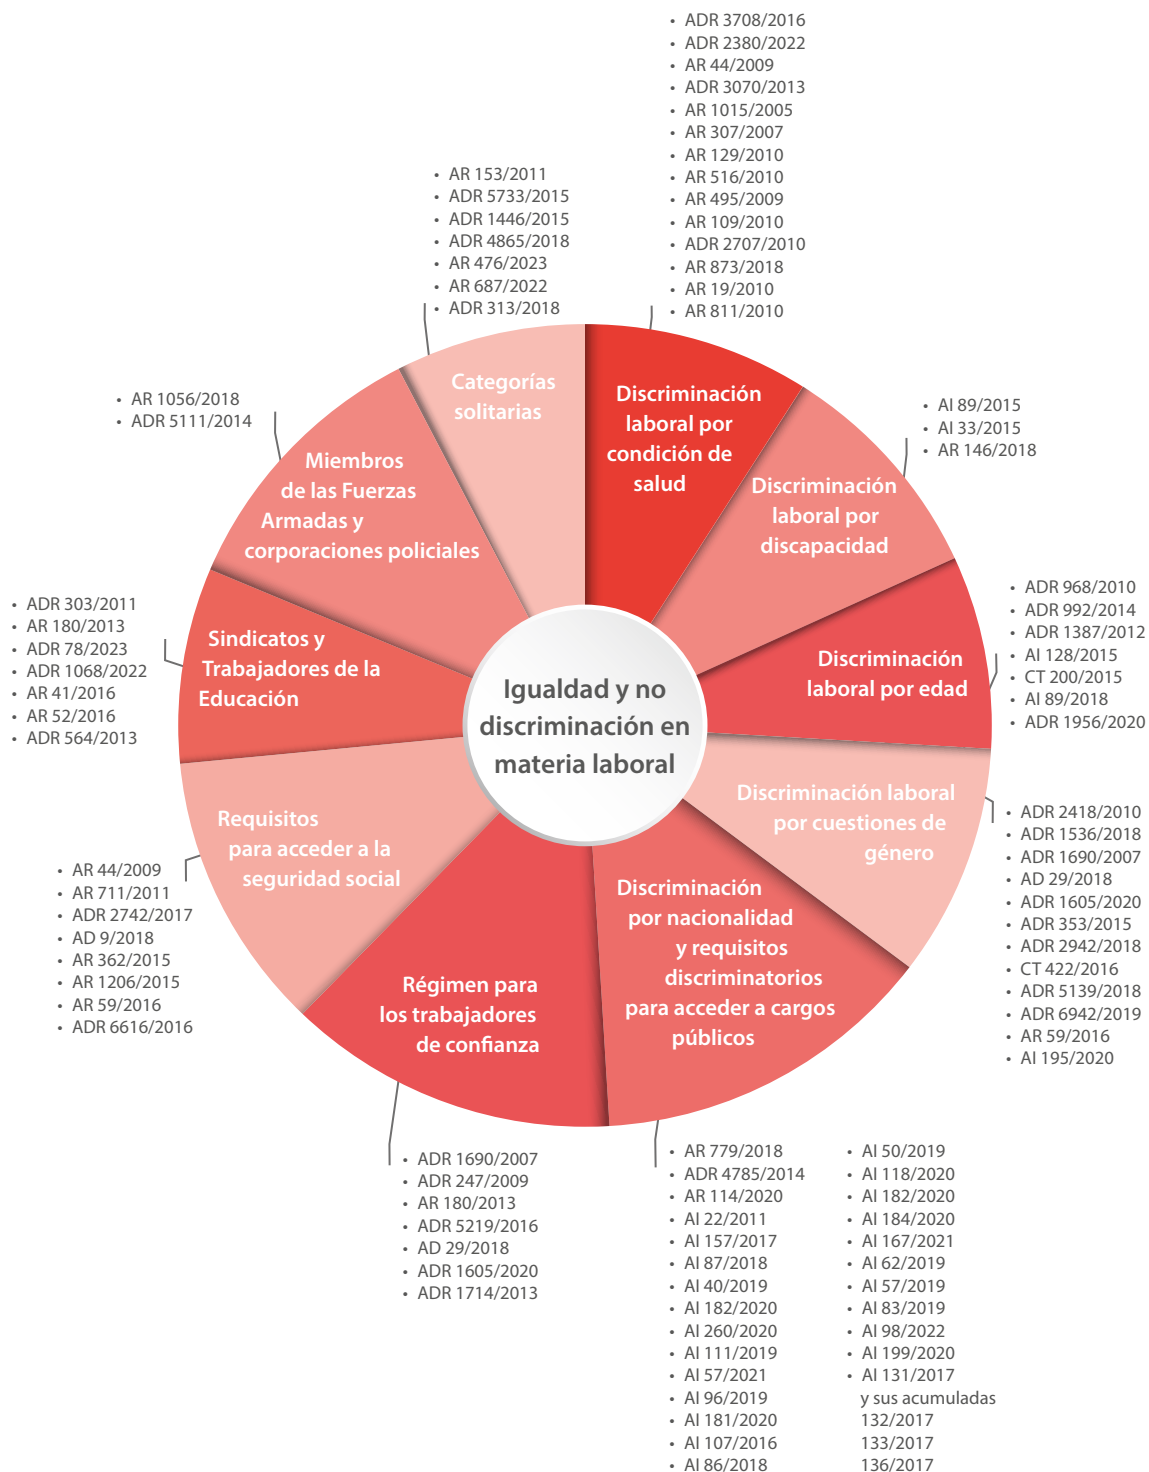 • ADR 3708/2016
• ADR 2380/2022
• AR 44/2009
• ADR 3070/2013
• AR 1015/2005
• AR 307/2007
• AR 129/2010
• AR 516/2010
• AR 495/2009
• AR 109/2010
• ADR 2707/2010
• AR 873/2018
• AR 19/2010
• AR 811/2010
Discriminación
laboral por
condición de
salud
• AI 89/2015
• AI 33/2015
• AR 146/2018
Discriminación
laboral por
discapacidad
• ADR 968/2010
• ADR 992/2014
• ADR 1387/2012
• AI 128/2015
• CT 200/2015
• AI 89/2018
• ADR 1956/2020
Discriminación
laboral por edad
• ADR 2418/2010
• ADR 1536/2018
• ADR 1690/2007
• AD 29/2018
• ADR 1605/2020
• ADR 353/2015
• ADR 2942/2018
• CT 422/2016
• ADR 5139/2018
• ADR 6942/2019
• AR 59/2016
• AI 195/2020
Discriminación laboral
por cuestiones de
género
Discriminación
por nacionalidad
y requisitos
discriminatorios
para acceder a cargos
públicos
• AR 779/2018
• ADR 4785/2014
• AR 114/2020
• AI 22/2011
• AI 157/2017
• AI 87/2018
• AI 40/2019
• AI 182/2020
• AI 260/2020
• AI 111/2019
• AI 57/2021
• AI 96/2019
• AI 181/2020
• AI 107/2016
• AI 86/2018
• AI 50/2019
• AI 118/2020
• AI 182/2020
• AI 184/2020
• AI 167/2021
• AI 62/2019
• AI 57/2019
• AI 83/2019
• AI 98/2022
• AI 199/2020
• AI 131/2017
y sus acumuladas
132/2017
133/2017
136/2017
Régimen para
los trabajadores
de confianza
• ADR 1690/2007
• ADR 247/2009
• AR 180/2013
• ADR 5219/2016
• AD 29/2018
• ADR 1605/2020
• ADR 1714/2013
Requisitos
para acceder a la
seguridad social
• AR 44/2009
• AR 711/2011
• ADR 2742/2017
• AD 9/2018
• AR 362/2015
• AR 1206/2015
• AR 59/2016
• ADR 6616/2016
Sindicatos y
Trabajadores de la
Educación
• ADR 303/2011
• AR 180/2013
• ADR 78/2023
• ADR 1068/2022
• AR 41/2016
• AR 52/2016
• ADR 564/2013
Miembros
de las Fuerzas
Armadas y
corporaciones policiales
• AR 1056/2018
• ADR 5111/2014
Categorías
solitarias
• AR 153/2011
• ADR 5733/2015
• ADR 1446/2015
• ADR 4865/2018
• AR 476/2023
• AR 687/2022
• ADR 313/2018
Igualdad y no
discriminación en
materia laboral